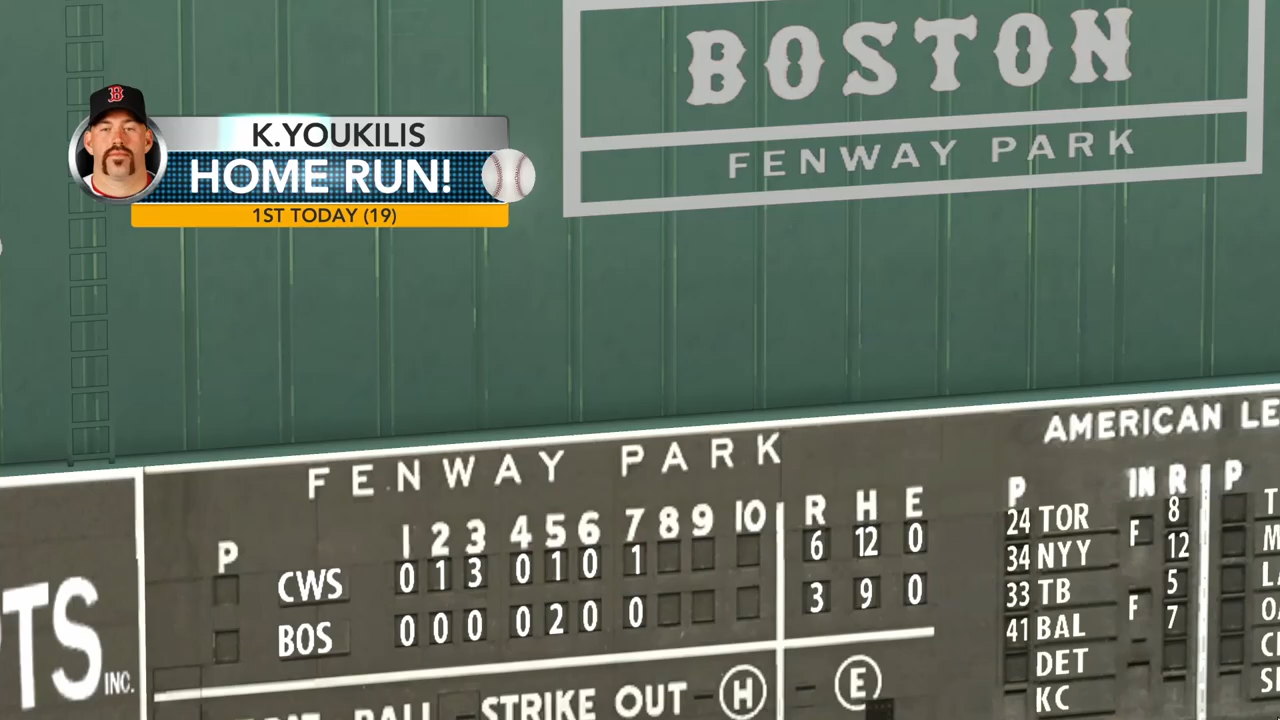 BOSTON
FENWAY PARK
B
K.YOUKILIS
HOME RUN!
1ST TODAY (19)
FENWAY PARK
AMERICAN LE
P 1 2 3 4 5 6 7 8 9 10 R H E
CWS 0 1 3 0 1 0 1 6 12 0
BOS 0 0 0 0 2 0 0 3 9 0
P IN R P
24 TOR 8
34 NYY F 12
33 TB 5
41 BAL F 7
DET
KC
TS INC.
BALL STRIKE OUT H E